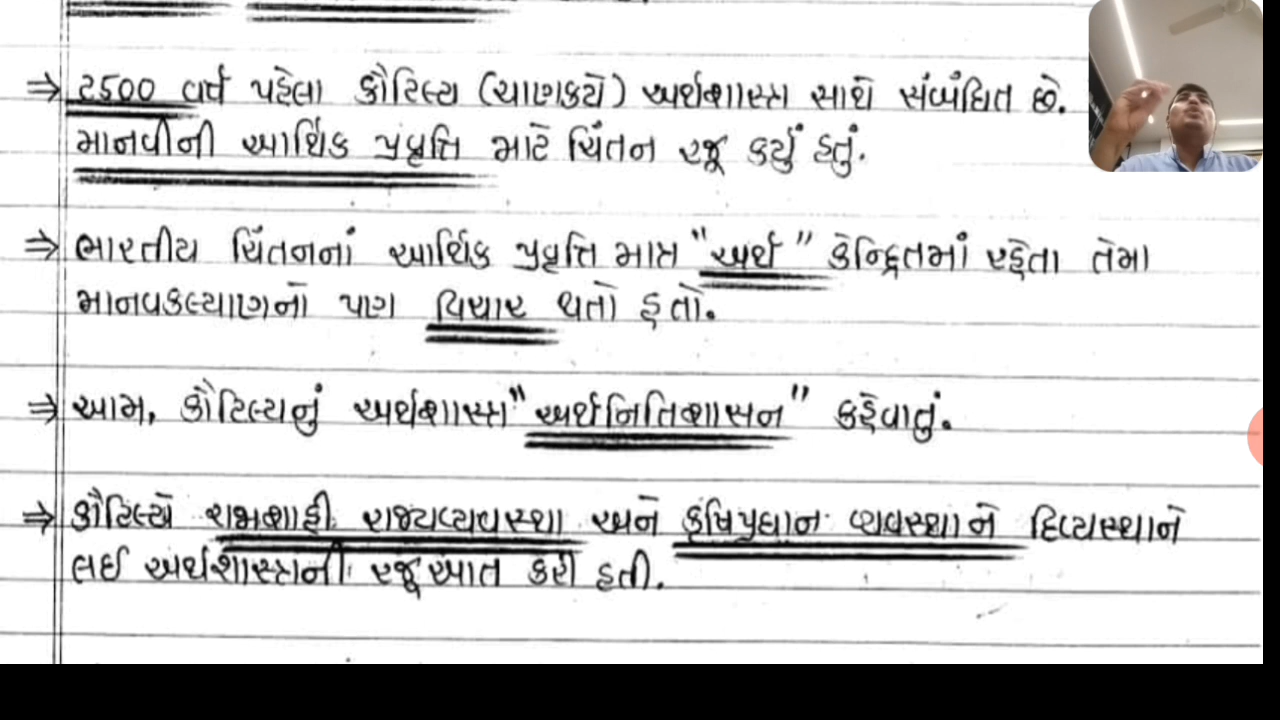 ⇒ ૨500 વર્ષ પહેલા કૌટિલ્ય (ચાણક્યે) અર્થશાસ્ત્ર સાથે સંબંધિત છે.
માનવીની આર્થિક પ્રવૃત્તિ માટે ચિંતન રજૂ કર્યું હતું.
⇒ ભારતીય ચિંતનનાં આર્થિક પ્રવૃત્તિ માત્ર "અર્થ" કેન્દ્રિતમાં રહેતા તેમા
માનવકલ્યાણનો પણ વિચાર થતો હતો.
⇒ આમ, કૌટિલ્યનું અર્થશાસ્ત્ર "અર્થનિતિશાસન" કહેવાતું.
⇒ કૌટિલ્યે રાજાશાહી રાજ્યવ્યવસ્થા અને કૃષિપ્રધાન વ્યવસ્થાને
લઈ અર્થશાસ્ત્રની રજૂઆત કરી હતી.